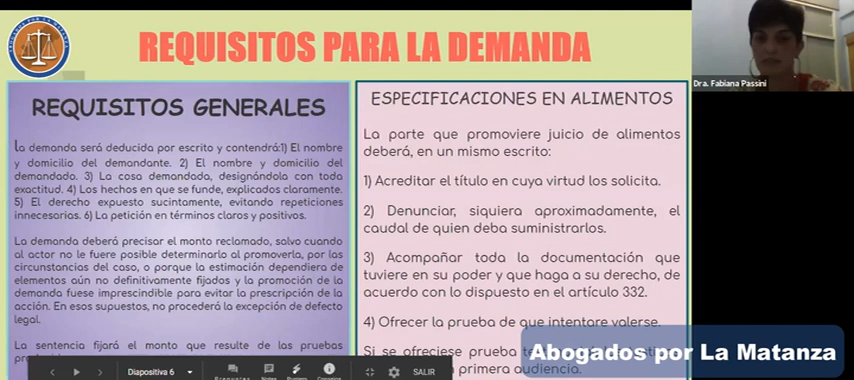 REQUISITOS PARA LA DEMANDA
REQUISITOS GENERALES
la demanda será deducida por escrito y contendrá:1) El nombre
y domicilio del demandante. 2) El nombre y domicilio del
demandado. 3) La cosa demandada, designándola con toda
exactitud. 4) Los hechos en que se funde, explicados claramente.
5) El derecho expuesto sucintamente, evitando repeticiones
innecesarias. 6) La petición en términos claros y positivos.
La demanda deberá precisar el monto reclamado, salvo cuando
al actor no le fuere posible determinarlo al promoverla, por las
circunstancias del caso, o porque la estimación dependiera de
elementos aún no definitivamente fijados y la promoción de la
demanda fuese imprescindible para evitar la prescripción de la
acción. En esos supuestos, no procederá la excepción de defecto
legal.
La sentencia fijará el monto que resulte de las pruebas
ESPECIFICACIONES EN ALIMENTOS
La parte que promoviere juicio de alimentos
deberá, en un mismo escrito:
1) Acreditar el título en cuya virtud los solicita.
2) Denunciar, siquiera aproximadamente, el
caudal de quien deba suministrarlos.
3) Acompañar toda la documentación que
tuviere en su poder y que haga a su derecho, de
acuerdo con lo dispuesto en el artículo 332.
4) Ofrecer la prueba de que intentare valerse.
Si se ofreciese prueba
primera audiencia.
Dra. Fabiana Passini
Abogados por La Matanza
Diapositiva 6
SALIR